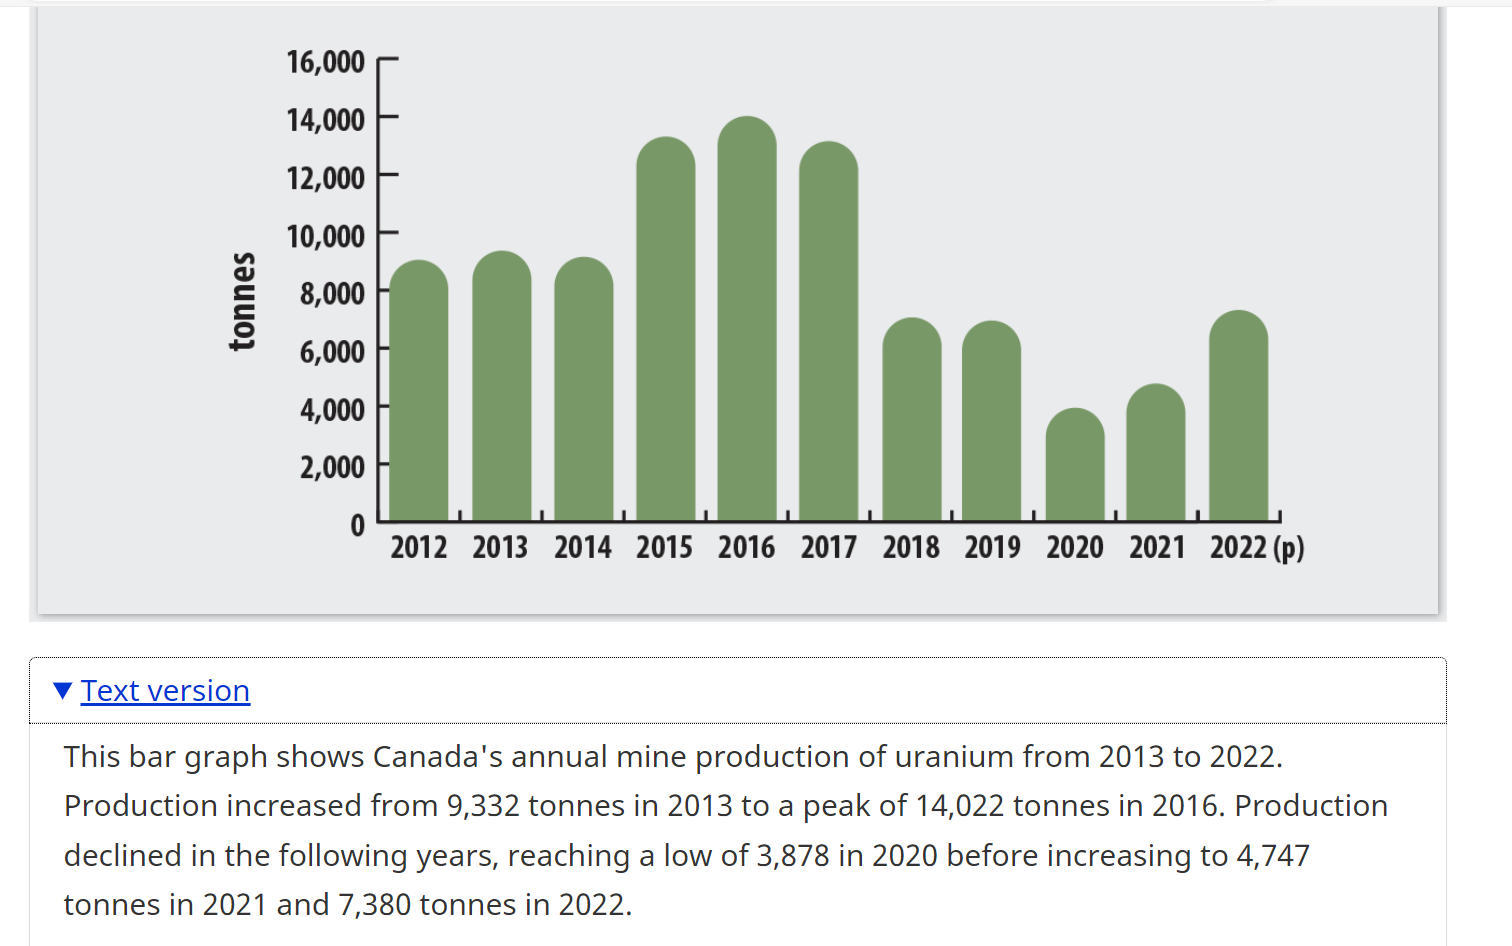 16,000
14,000
12,000
10,000
8,000
6,000
4,000
2,000
0
tonnes
2012 2013 2014 2015 2016 2017 2018 2019 2020 2021 2022 (p)
Text version
This bar graph shows Canada's annual mine production of uranium from 2013 to 2022.
Production increased from 9,332 tonnes in 2013 to a peak of 14,022 tonnes in 2016. Production
declined in the following years, reaching a low of 3,878 in 2020 before increasing to 4,747
tonnes in 2021 and 7,380 tonnes in 2022.